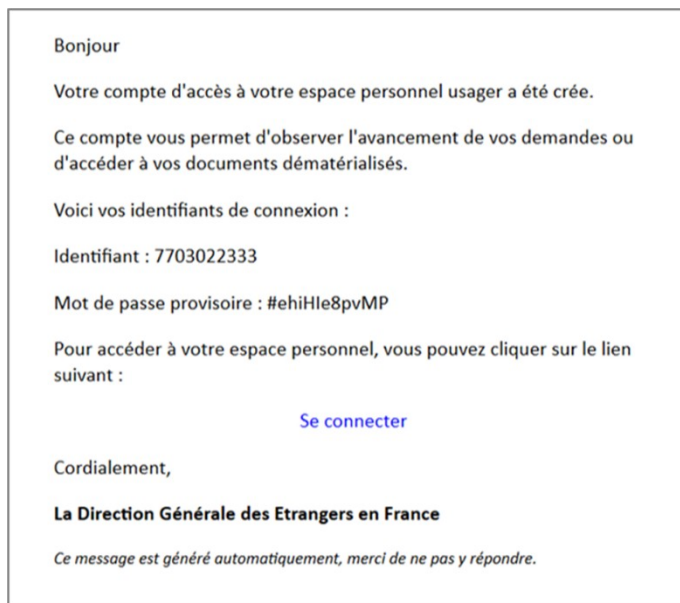 Bonjour
Votre compte d'accès à votre espace personnel usager a été crée.
Ce compte vous permet d'observer l'avancement de vos demandes ou
d'accéder à vos documents dématérialisés.
Voici vos identifiants de connexion :
Identifiant : 7703022333
Mot de passe provisoire : #ehiHIe8pvMP
Pour accéder à votre espace personnel, vous pouvez cliquer sur le lien
suivant :
Se connecter
Cordialement,
La Direction Générale des Etrangers en France
Ce message est généré automatiquement, merci de ne pas y répondre.